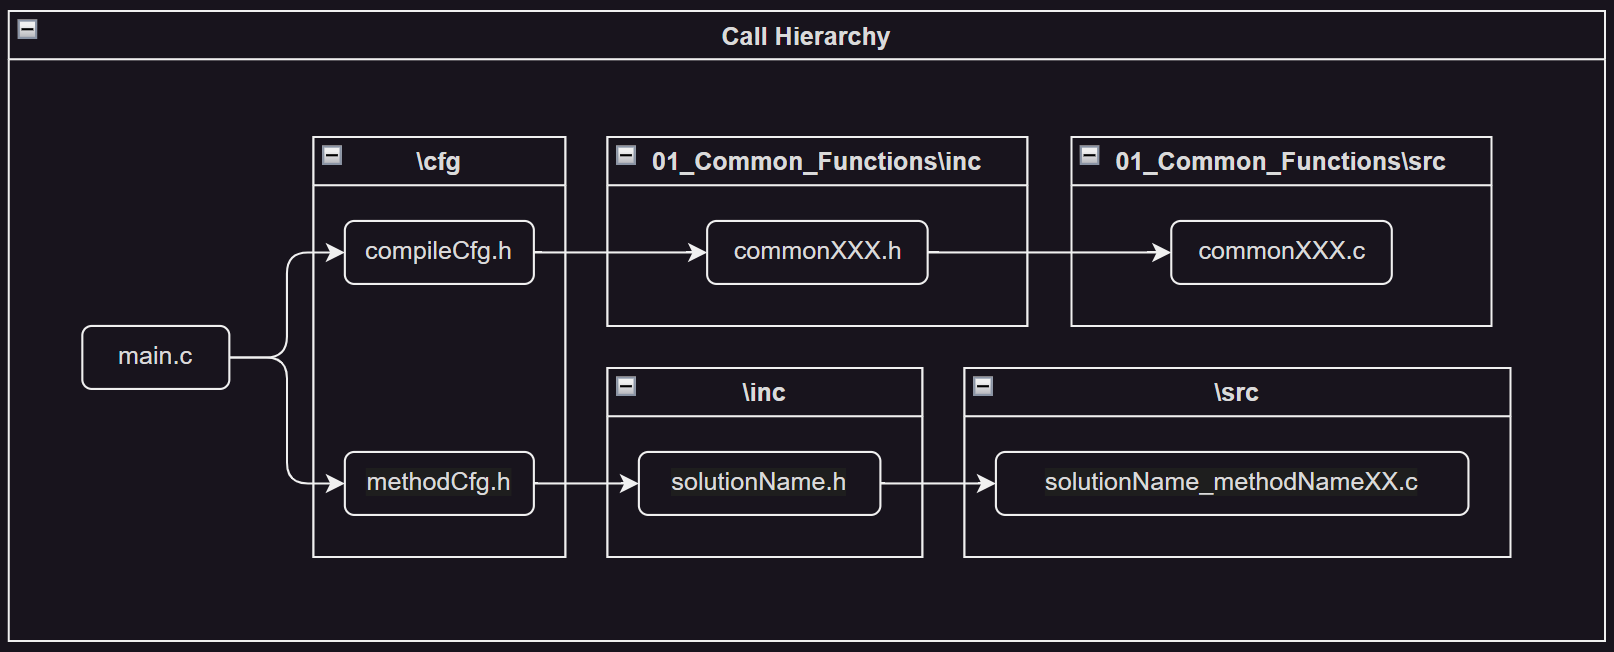 Call Hierarchy
\cfg
01_Common_Functions\inc
01_Common_Functions\src
compileCfg.h
commonXXX.h
commonXXX.c
main.c
\inc
\src
methodCfg.h
solutionName.h
solutionName_methodNameXX.c